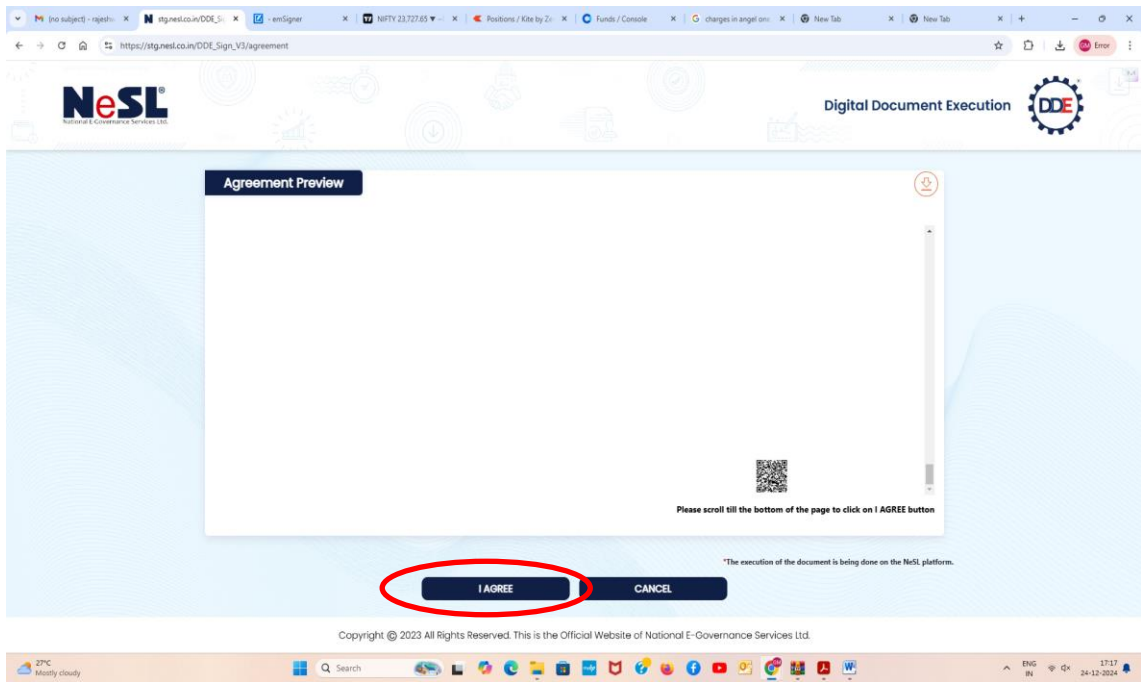 (no subject) - rajeshw
stg.nesl.co.in/DDE_Si
- emSigner
NIFTY 23,727.65 ▼ -
Positions / Kite by Ze
Funds / Console
charges in angel one
New Tab
New Tab
https://stg.nesl.co.in/DDE_Sign_V3/agreement
GM Error
NeSL®
National E-Governance Services Ltd.
Digital Document Execution
DDE
Agreement Preview
Please scroll till the bottom of the page to click on I AGREE button
*The execution of the document is being done on the NeSL platform.
I AGREE CANCEL
Copyright © 2023 All Rights Reserved. This is the Official Website of National E-Governance Services Ltd.
27°C
Mostly cloudy
Search
ENG
IN
17:17
24-12-2024